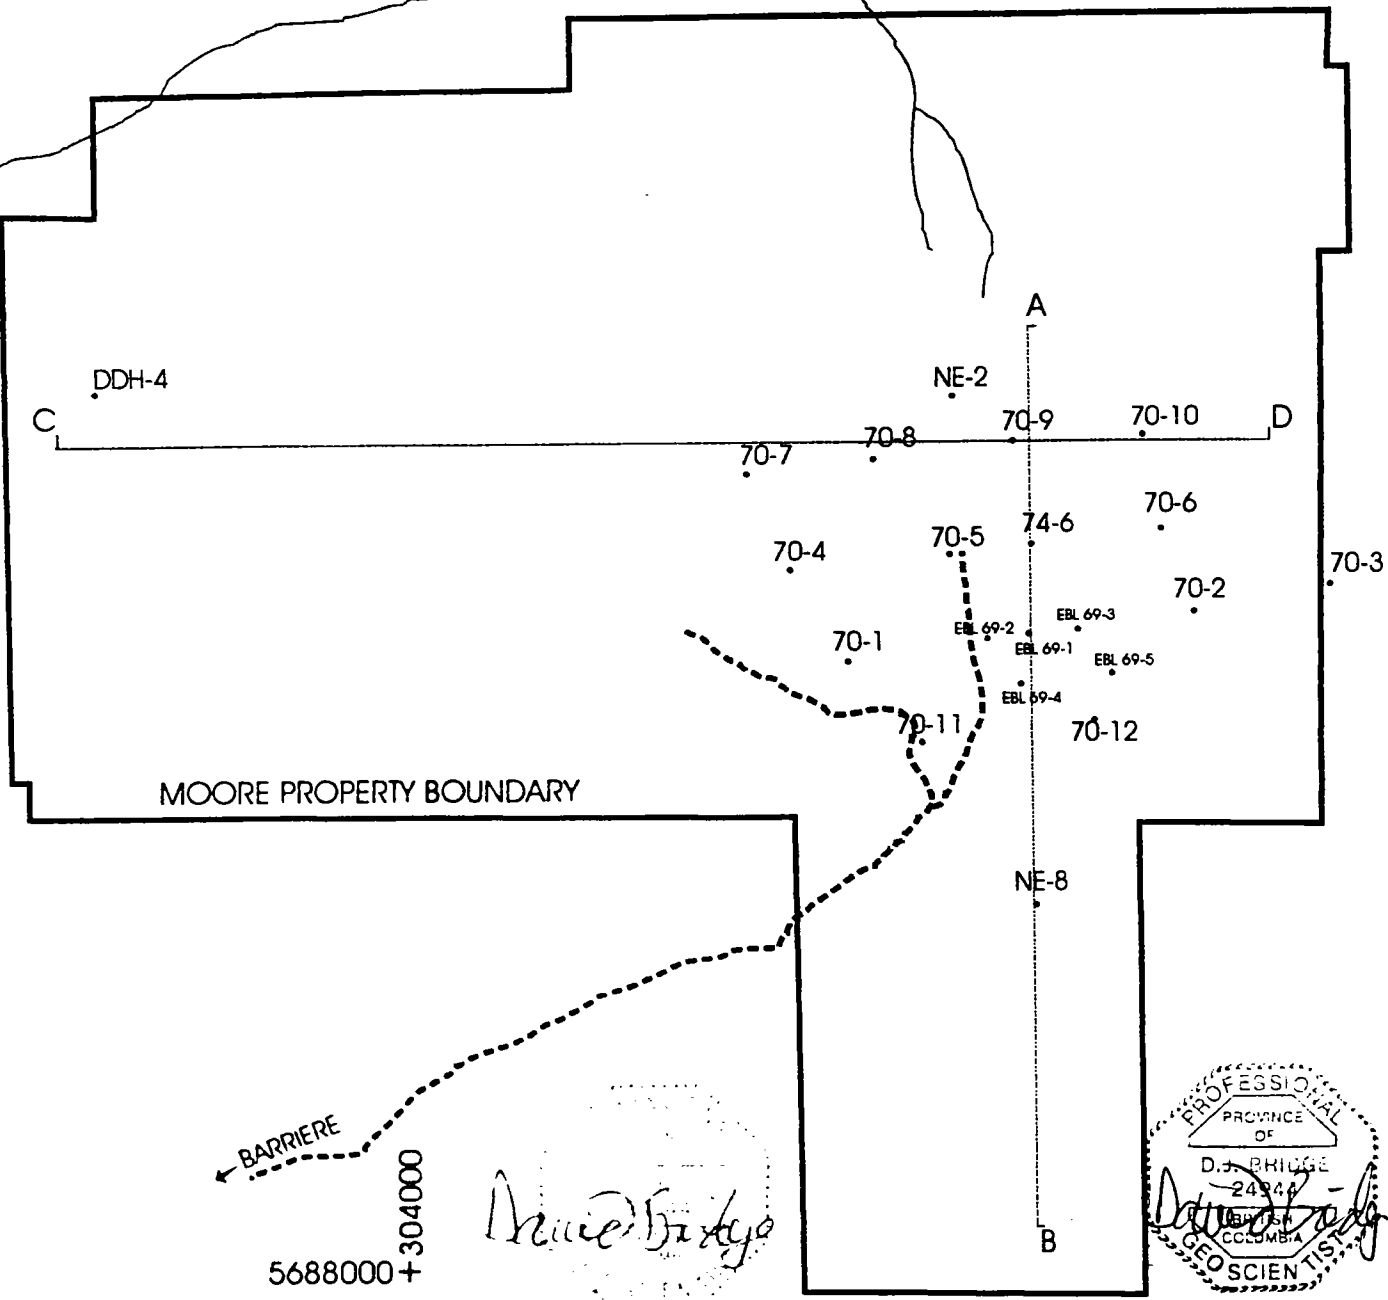 A
DDH-4
NE-2
C
70-9
70-10
D
70-8
70-7
70-6
74-6
70-5
70-4
70-3
70-2
EBL 69-3
EBL 69-2
70-1
EBL 69-1
EBL 69-5
EBL 69-4
70-11
70-12
MOORE PROPERTY BOUNDARY
NE-8
BARRIERE
304000
5688000+
B
PROFESSIONAL
PROVINCE
OF
D.J. BRIDGE
24944
BRITISH
COLUMBIA
GEOSCIENTIST